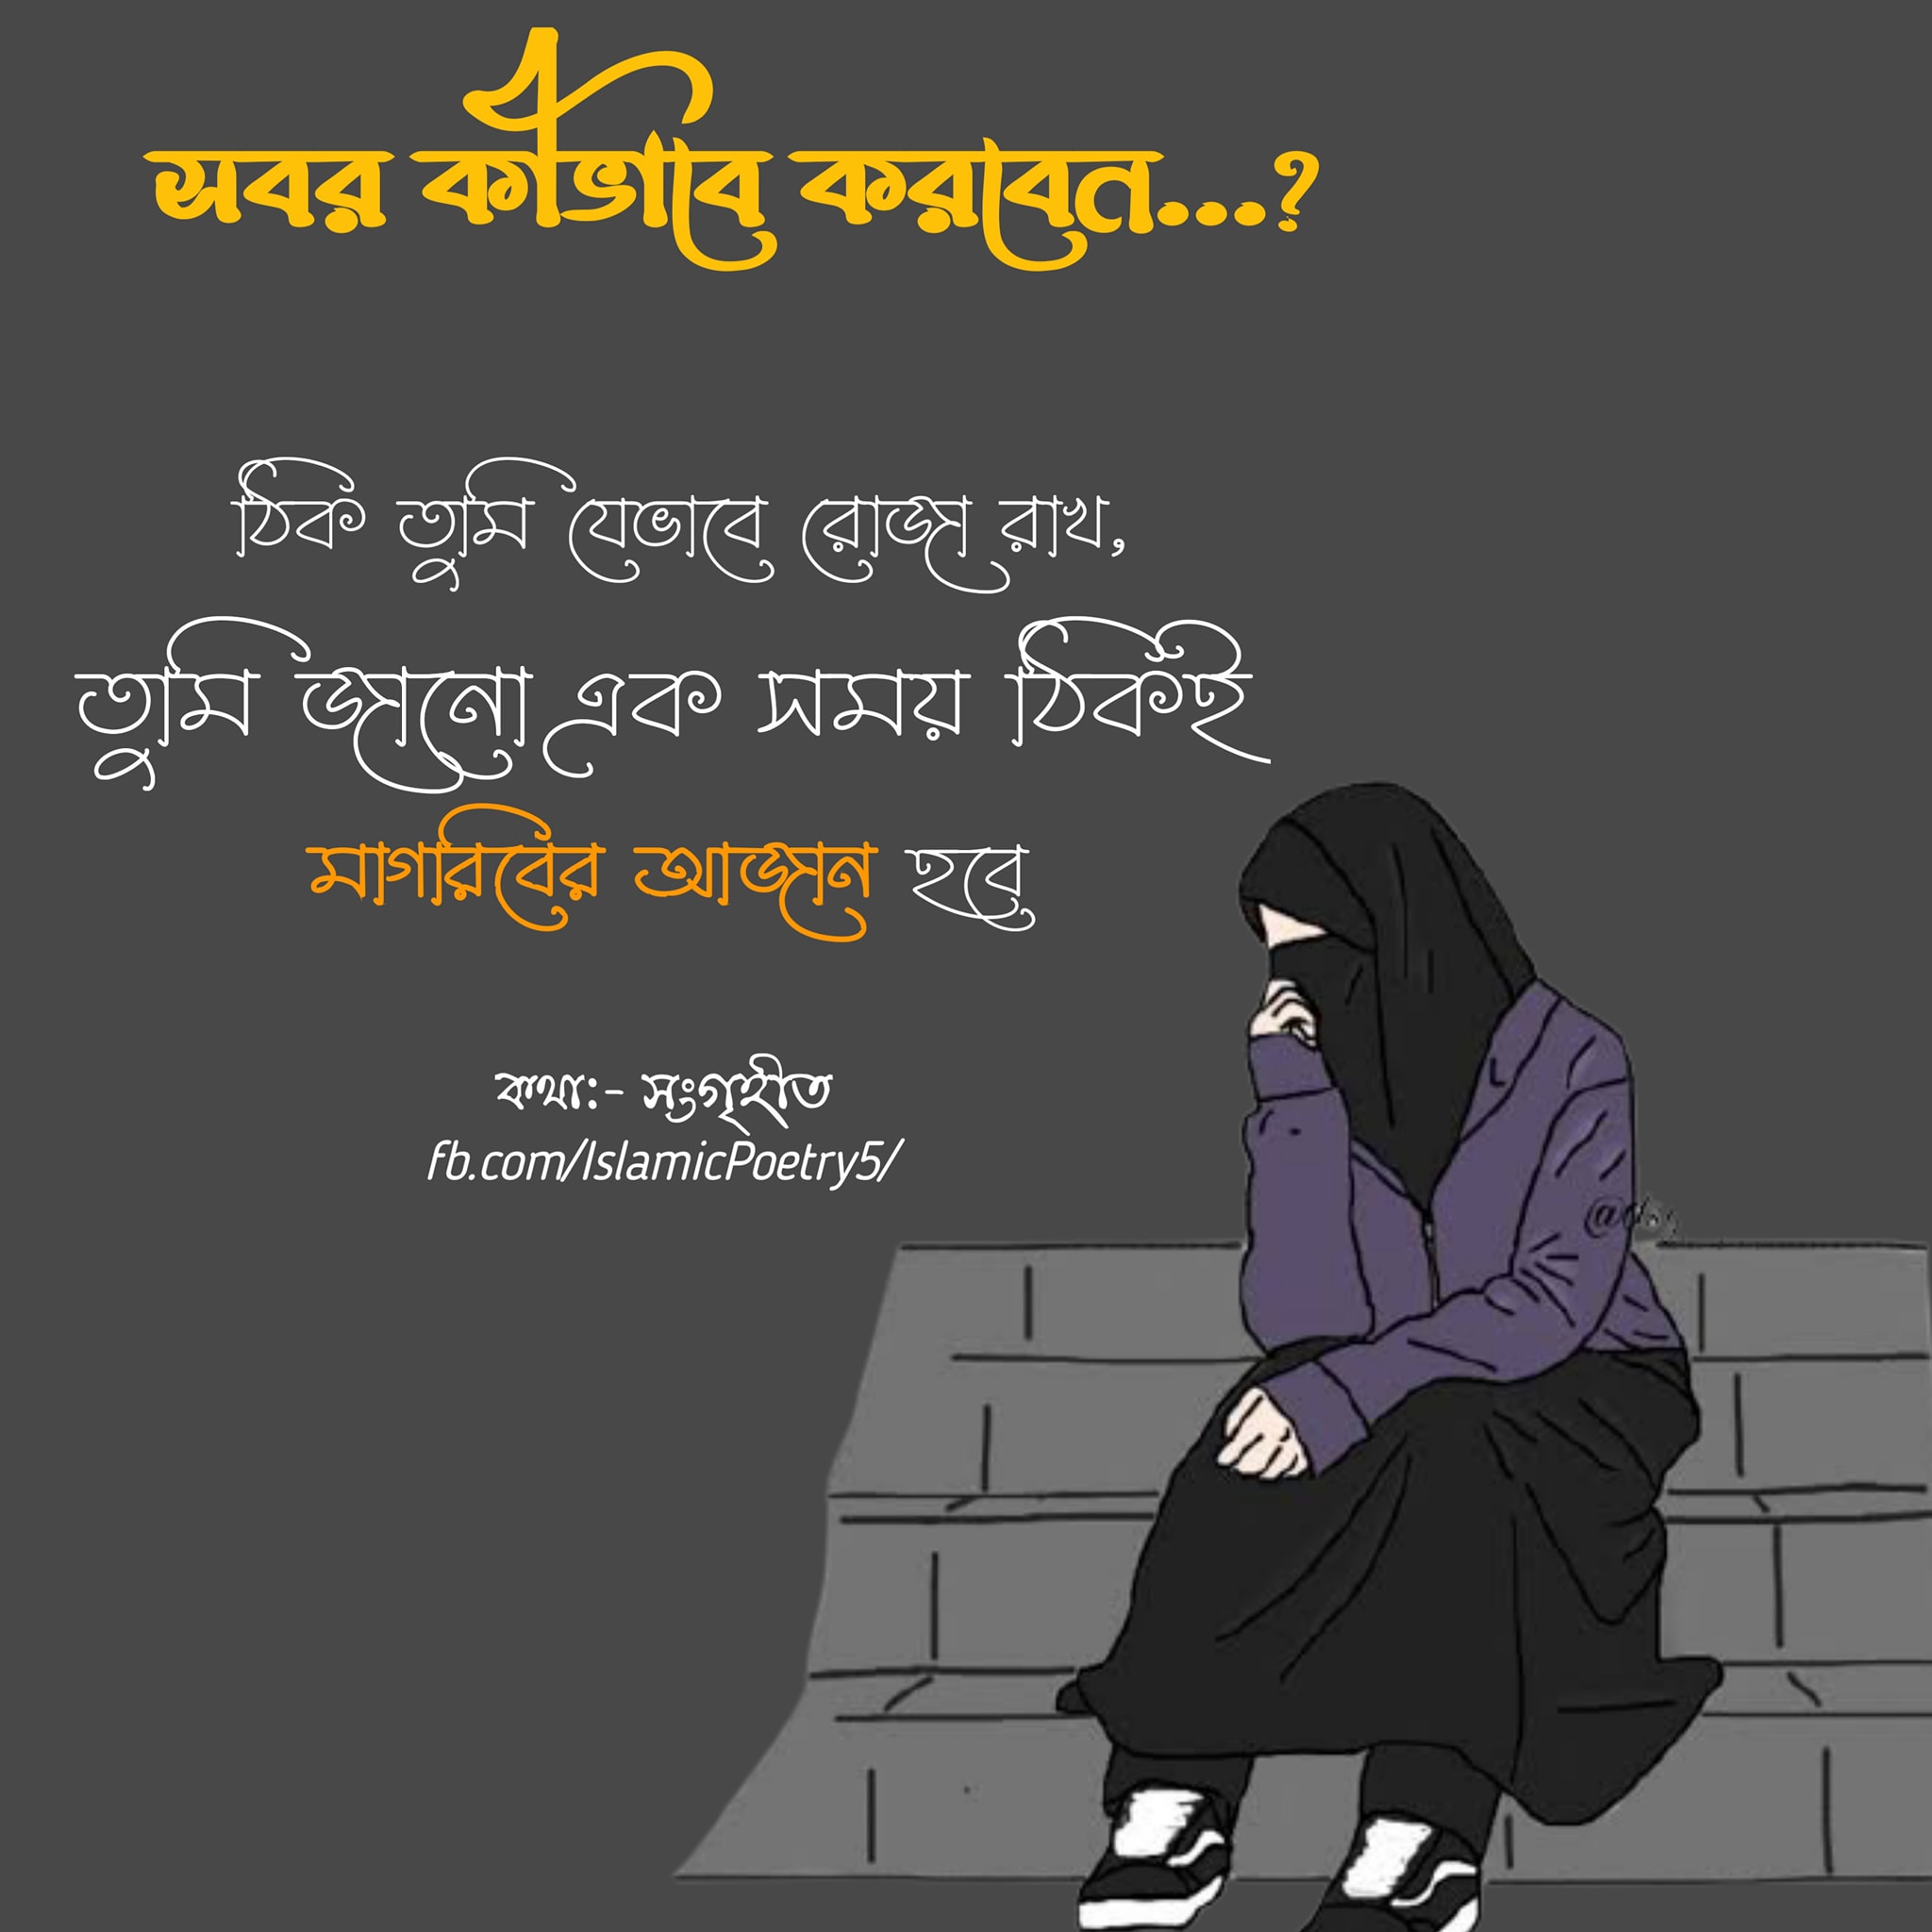 সবর কীভাবে করবেন...?
ঠিক তুমি যেভাবে রোজা রাখ,
তুমি জানো এক সময় ঠিকই
মাগরিবের আজান হবে
কথা:- সংগৃহীত
fb.com/IslamicPoetry5/